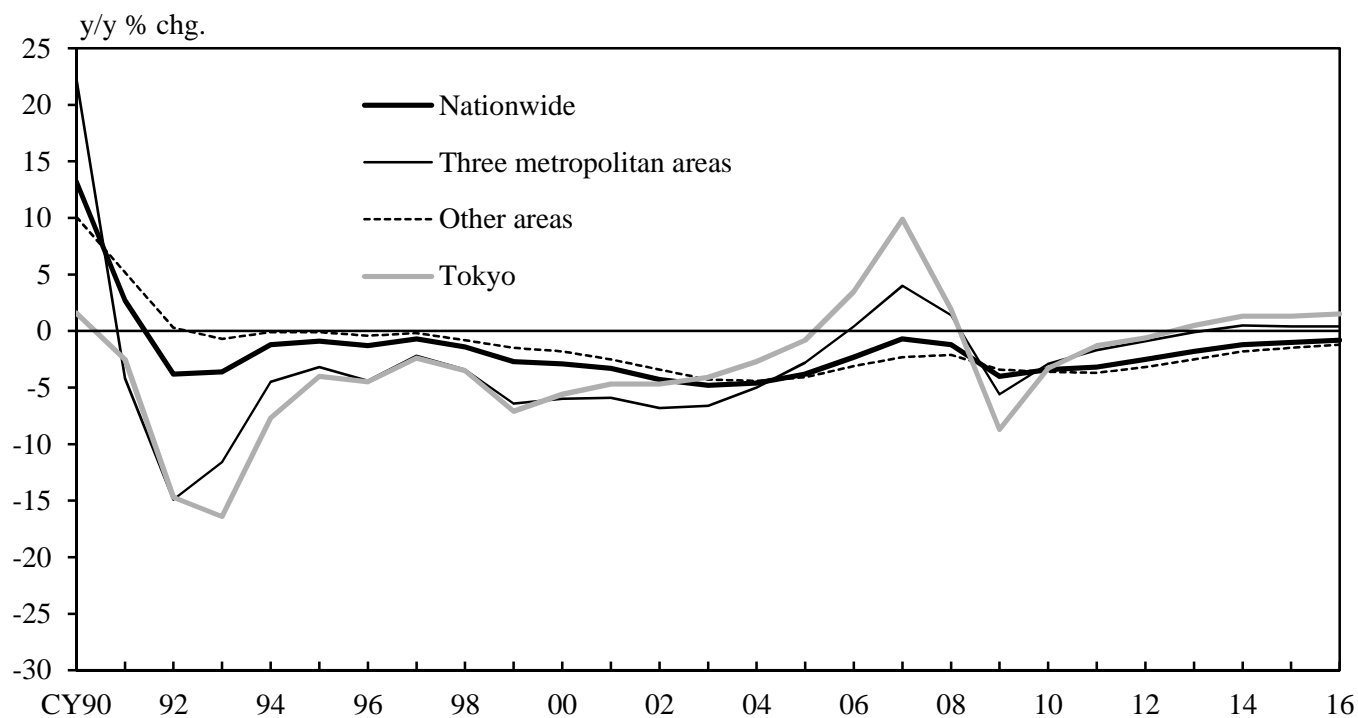 y/y % chg.
25
20
15
10
5
0
-5
-10
-15
-20
-25
-30
Nationwide
Three metropolitan areas
Other areas
Tokyo
CY90 92 94 96 98 00 02 04 06 08 10 12 14 16